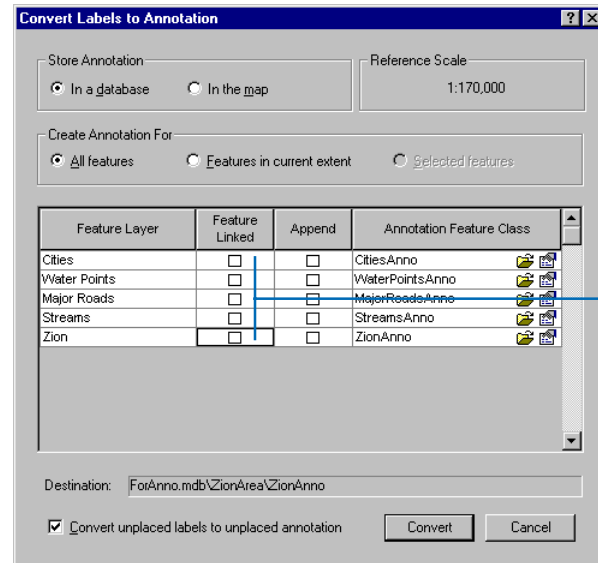 Convert Labels to Annotation
Store Annotation
In a database
In the map
Reference Scale
1:170,000
Create Annotation For
All features
Features in current extent
Selected features
Feature Layer
Feature Linked
Append
Annotation Feature Class
Cities
CitiesAnno
Water Points
WaterPointsAnno
Major Roads
MajorRoadsAnno
Streams
StreamsAnno
Zion
ZionAnno
Destination: ForAnno.mdb\ZionArea\ZionAnno
Convert unplaced labels to unplaced annotation
Convert
Cancel